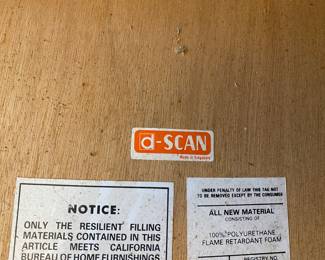 d-SCAN
Made in Singapore
NOTICE:
ONLY THE RESILIENT FILLING
MATERIALS CONTAINED IN THIS
ARTICLE MEETS CALIFORNIA
BUREAU OF HOME FURNISHINGS
UNDER PENALTY OF LAW THIS TAG NOT
TO BE REMOVED EXCEPT BY THE CONSUMER
ALL NEW MATERIAL
CONSISTING OF
100% POLYURETHANE
FLAME RETARDANT FOAM
REGISTRY NO.